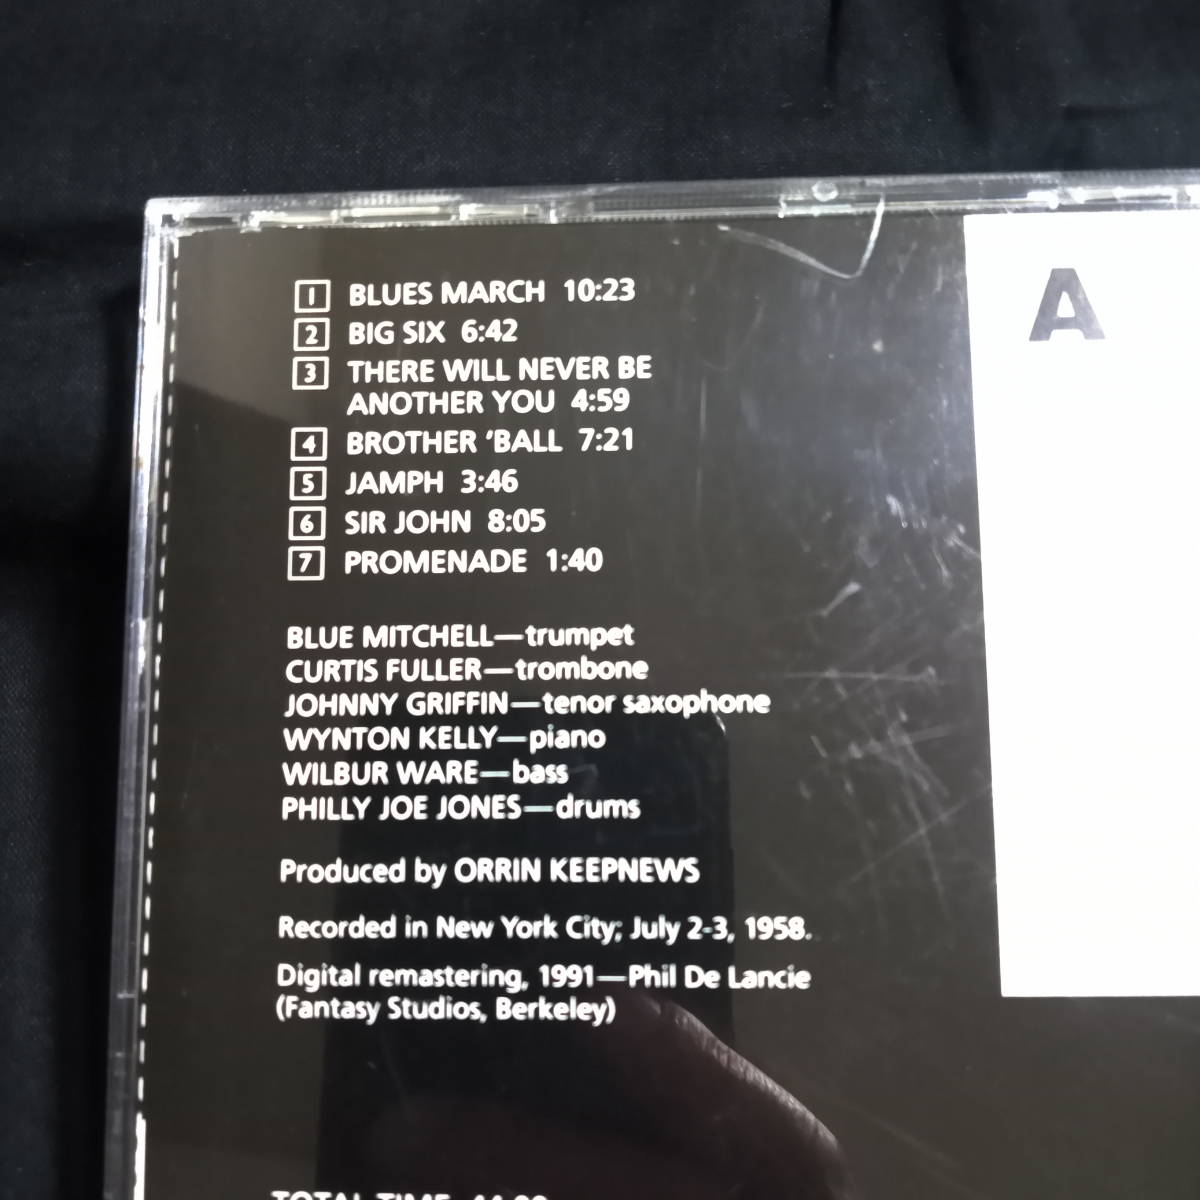 1 BLUES MARCH 10:23
2 BIG SIX 6:42
3 THERE WILL NEVER BE
ANOTHER YOU 4:59
4 BROTHER 'BALL 7:21
5 JAMPH 3:46
6 SIR JOHN 8:05
7 PROMENADE 1:40
BLUE MITCHELL—trumpet
CURTIS FULLER—trombone
JOHNNY GRIFFIN—tenor saxophone
WYNTON KELLY—piano
WILBUR WARE—bass
PHILLY JOE JONES—drums
Produced by ORRIN KEEPNEWS
Recorded in New York City; July 2-3, 1958.
Digital remastering, 1991—Phil De Lancie
(Fantasy Studios, Berkeley)
TOTAL TIME
A